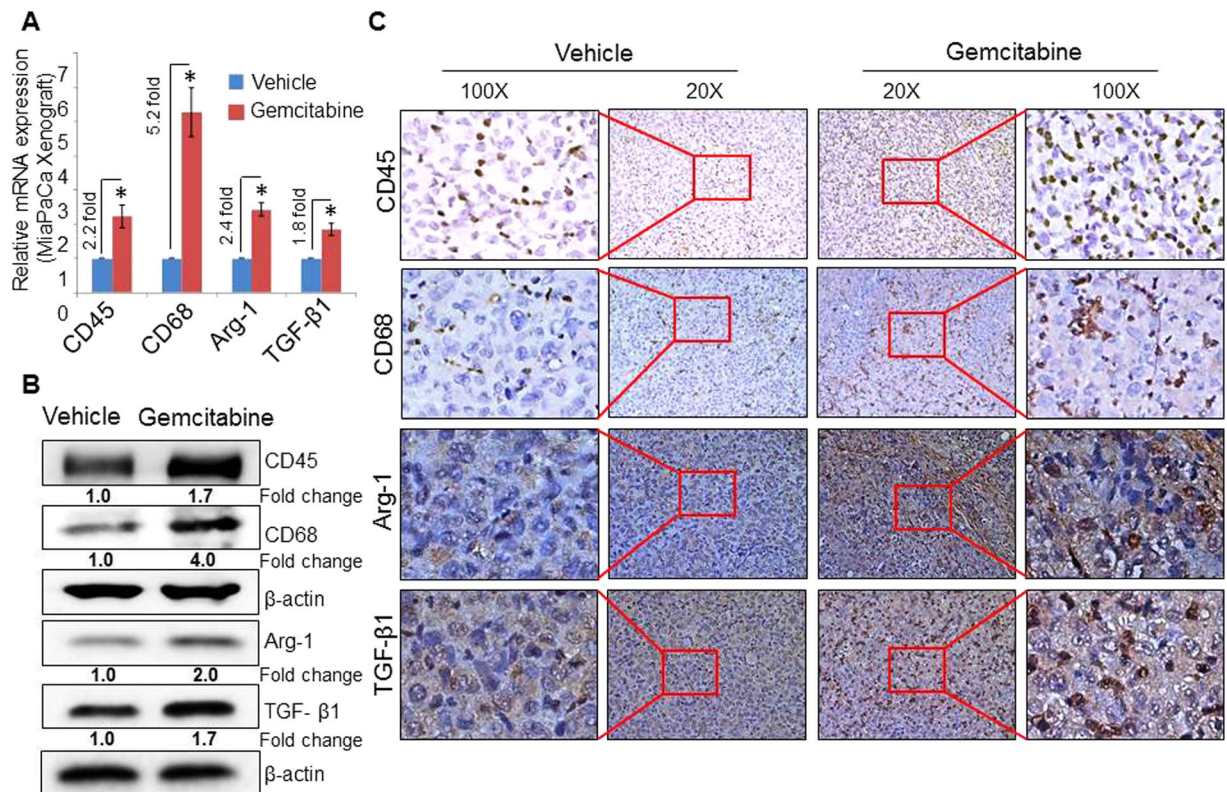 A
Relative mRNA expression
(MiaPaCa Xenograft)
7
6
5
4
3
2
1
0
Vehicle
Gemcitabine
2.2 fold
*
5.2 fold
*
2.4 fold
*
1.8 fold
*
CD45
CD68
Arg-1
TGF-β1
B
Vehicle Gemcitabine
CD45
1.0 1.7 Fold change
CD68
1.0 4.0 Fold change
β-actin
Arg-1
1.0 2.0 Fold change
TGF- β1
1.0 1.7 Fold change
β-actin
C
Vehicle Gemcitabine
100X 20X 20X 100X
CD45
CD68
Arg-1
TGF-β1